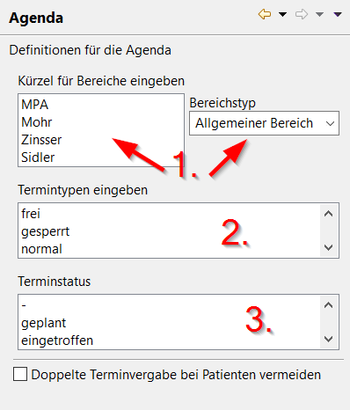 Agenda
Definitionen für die Agenda
Kürzel für Bereiche eingeben
MPA
Mohr
Zinsser
Sidler
Bereichstyp
Allgemeiner Bereich
1.
Termintypen eingeben
frei
gesperrt
normal
2.
Terminstatus
-
geplant
eingetroffen
3.
Doppelte Terminvergabe bei Patienten vermeiden